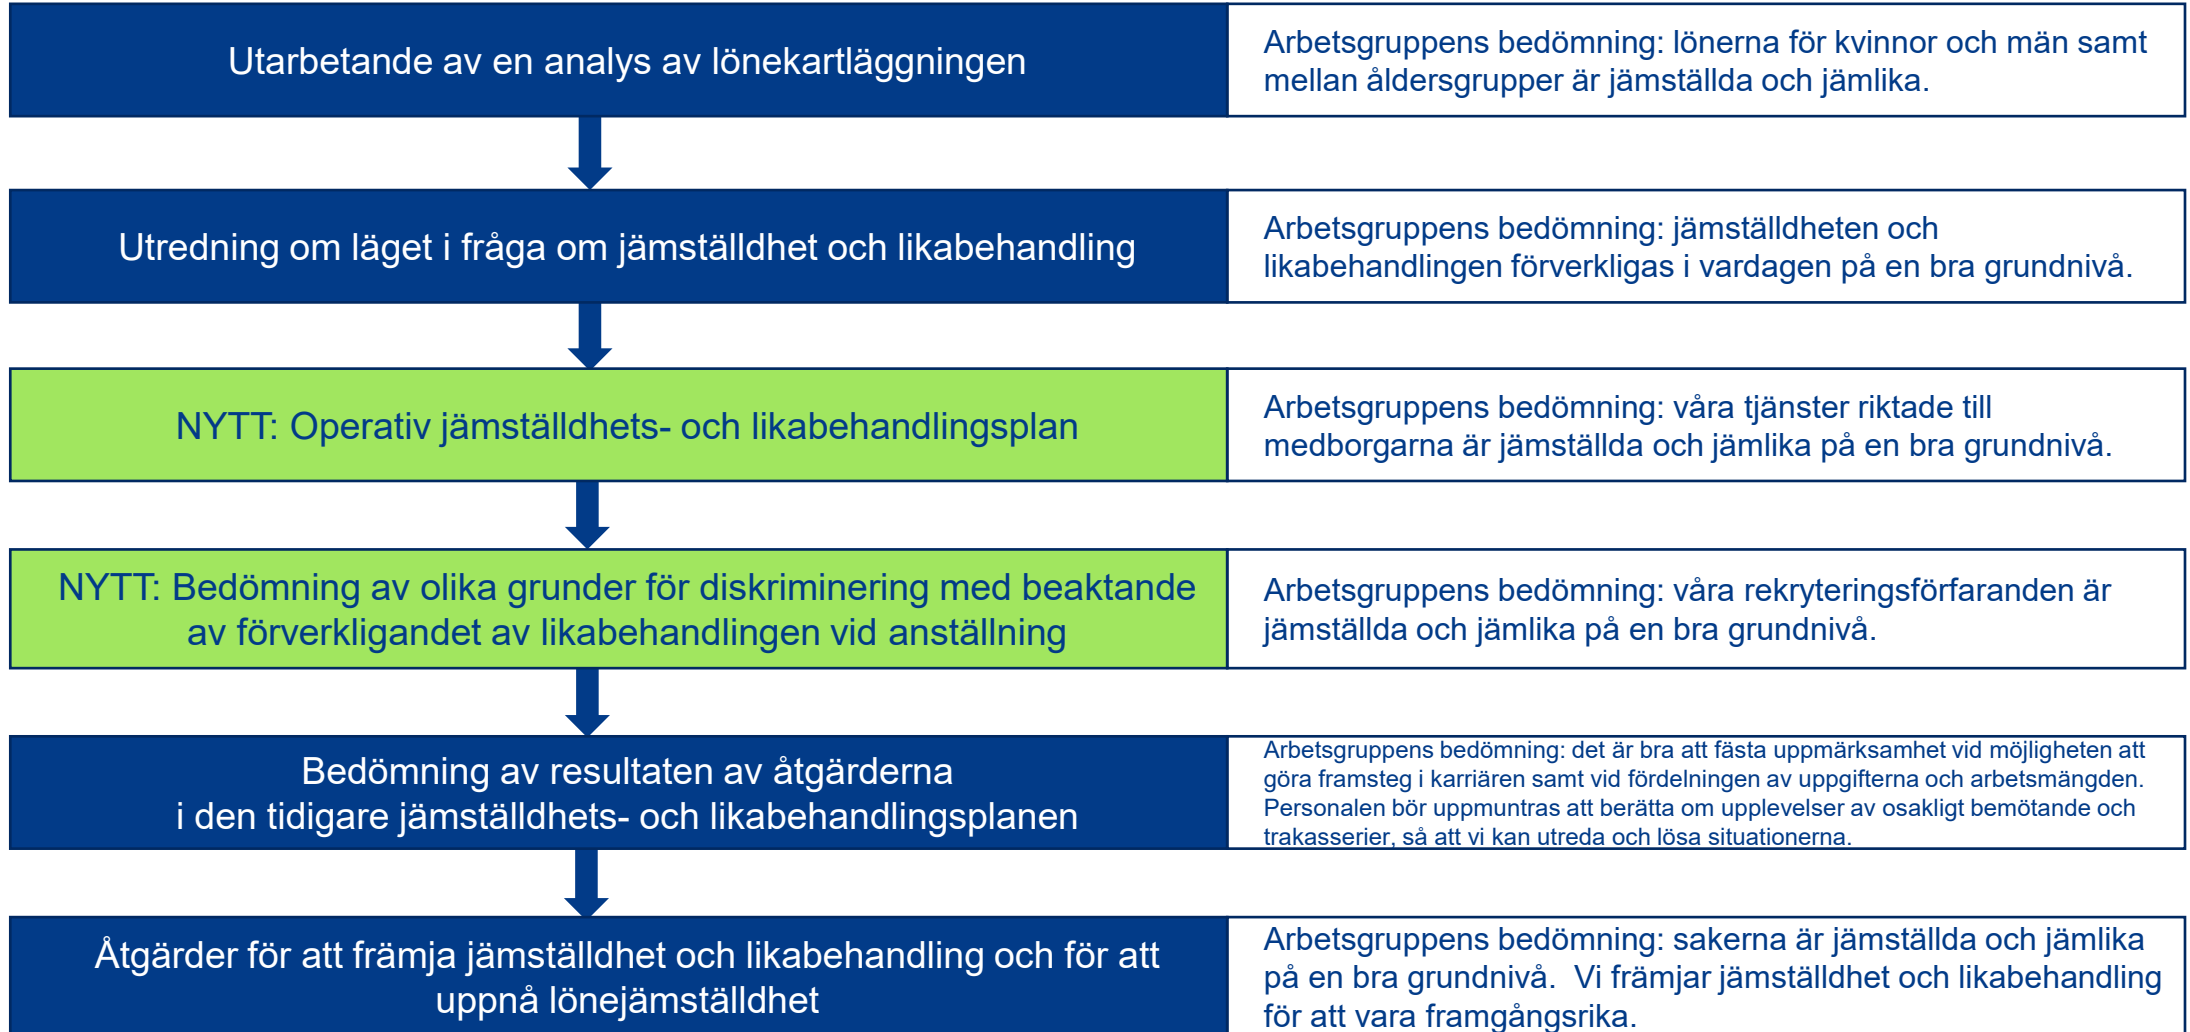 Utarbetande av en analys av lönekartläggningen
Arbetsgruppens bedömning: lönerna för kvinnor och män samt
mellan åldersgrupper är jämställda och jämlika.
Utredning om läget i fråga om jämställdhet och likabehandling
Arbetsgruppens bedömning: jämställdheten och
likabehandlingen förverkligas i vardagen på en bra grundnivå.
NYTT: Operativ jämställdhets- och likabehandlingsplan
Arbetsgruppens bedömning: våra tjänster riktade till
medborgarna är jämställda och jämlika på en bra grundnivå.
NYTT: Bedömning av olika grunder för diskriminering med beaktande
av förverkligandet av likabehandlingen vid anställning
Arbetsgruppens bedömning: våra rekryteringsförfaranden är
jämställda och jämlika på en bra grundnivå.
Bedömning av resultaten av åtgärderna
i den tidigare jämställdhets- och likabehandlingsplanen
Arbetsgruppens bedömning: det är bra att fästa uppmärksamhet vid möjligheten att
göra framsteg i karriären samt vid fördelningen av uppgifterna och arbetsmängden.
Personalen bör uppmuntras att berätta om upplevelser av osakligt bemötande och
trakasserier, så att vi kan utreda och lösa situationerna.
Åtgärder för att främja jämställdhet och likabehandling och för att
uppnå lönejämställdhet
Arbetsgruppens bedömning: sakerna är jämställda och jämlika
på en bra grundnivå.  Vi främjar jämställdhet och likabehandling
för att vara framgångsrika.